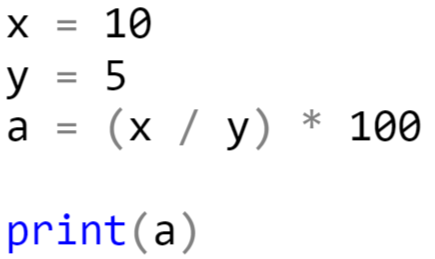 x = 10
y = 5
a = (x / y) * 100
print(a)